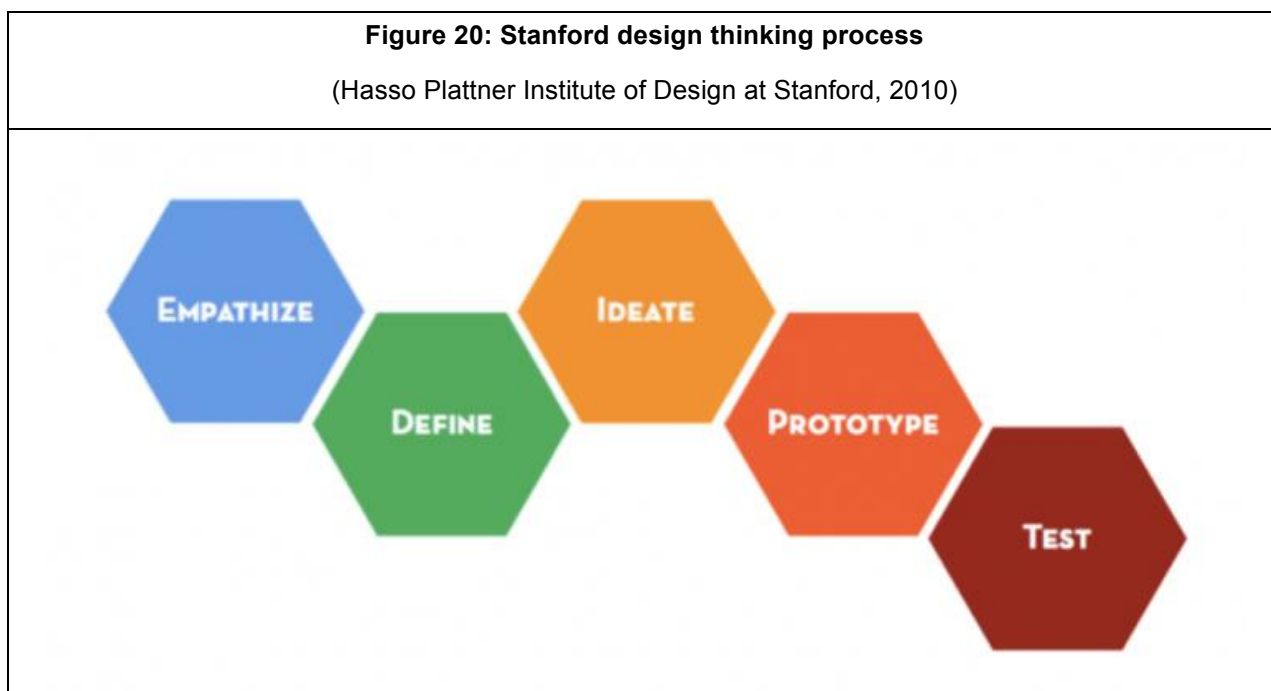 Figure 20: Stanford design thinking process
(Hasso Plattner Institute of Design at Stanford, 2010)
EMPATHIZE
DEFINE
IDEATE
PROTOTYPE
TEST